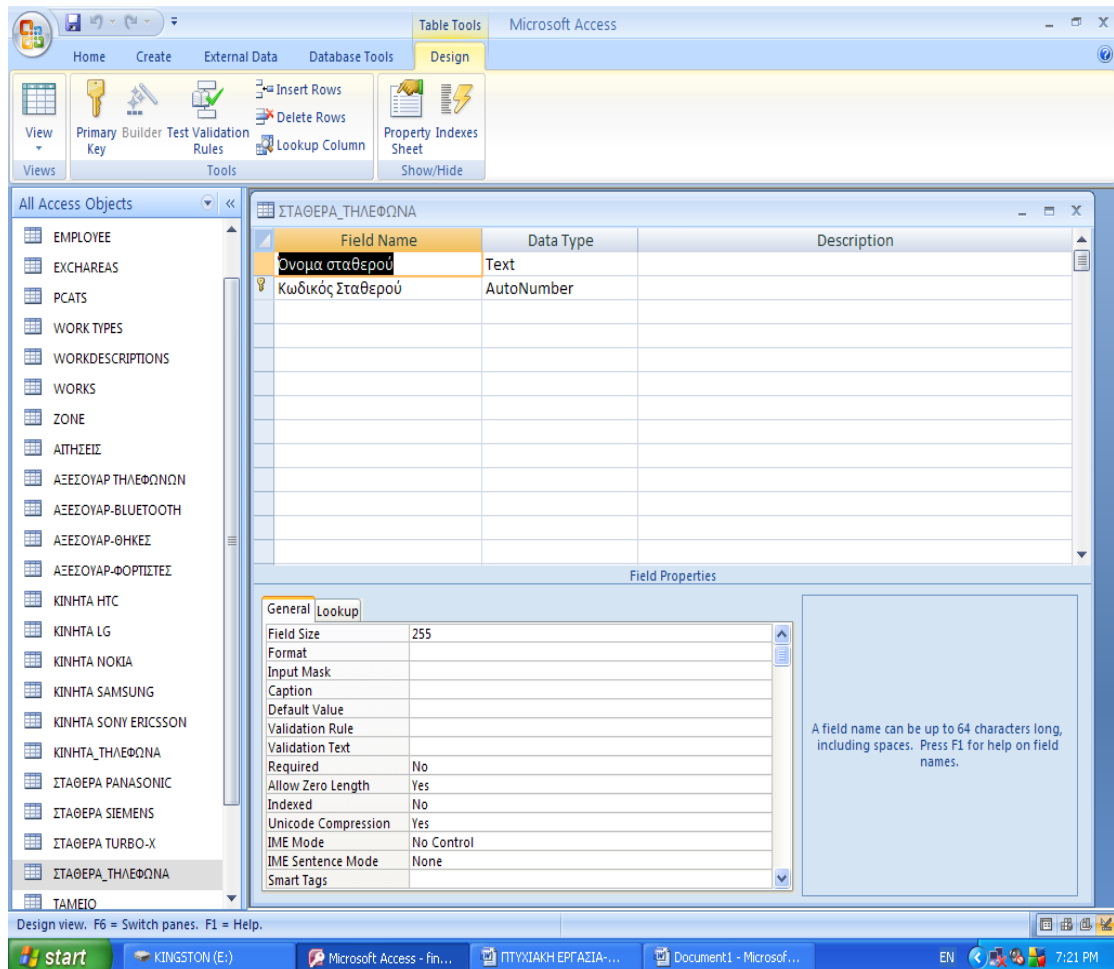 Table Tools Microsoft Access
Home Create External Data Database Tools Design
View
Primary Key
Builder
Test Validation Rules
Insert Rows
Delete Rows
Lookup Column
Property Sheet
Indexes
Views Tools Show/Hide
All Access Objects
EMPLOYEE
EXCHAREAS
PCATS
WORK TYPES
WORKDESCRIPTIONS
WORKS
ZONE
ΑΙΤΗΣΕΙΣ
ΑΞΕΣΟΥΑΡ ΤΗΛΕΦΩΝΩΝ
ΑΞΕΣΟΥΑΡ-BLUETOOTH
ΑΞΕΣΟΥΑΡ-ΘΗΚΕΣ
ΑΞΕΣΟΥΑΡ-ΦΟΡΤΙΣΤΕΣ
ΚΙΝΗΤΑ HTC
ΚΙΝΗΤΑ LG
ΚΙΝΗΤΑ NOKIA
ΚΙΝΗΤΑ SAMSUNG
ΚΙΝΗΤΑ SONY ERICSSON
ΚΙΝΗΤΑ_ΤΗΛΕΦΩΝΑ
ΣΤΑΘΕΡΑ PANASONIC
ΣΤΑΘΕΡΑ SIEMENS
ΣΤΑΘΕΡΑ TURBO-X
ΣΤΑΘΕΡΑ_ΤΗΛΕΦΩΝΑ
ΤΑΜΕΙΟ
ΣΤΑΘΕΡΑ_ΤΗΛΕΦΩΝΑ
Field Name Data Type Description
Όνομα σταθερού Text
Κωδικός Σταθερού AutoNumber
Field Properties
General Lookup
Field Size 255
Format
Input Mask
Caption
Default Value
Validation Rule
Validation Text
Required No
Allow Zero Length Yes
Indexed No
Unicode Compression Yes
IME Mode No Control
IME Sentence Mode None
Smart Tags
A field name can be up to 64 characters long,
including spaces. Press F1 for help on field
names.
Design view. F6 = Switch panes. F1 = Help.
start KINGSTON (E:) Microsoft Access - fin... ΠΤΥΧΙΑΚΗ ΕΡΓΑΣΙΑ-... Document1 - Microsof... EN 7:21 PM